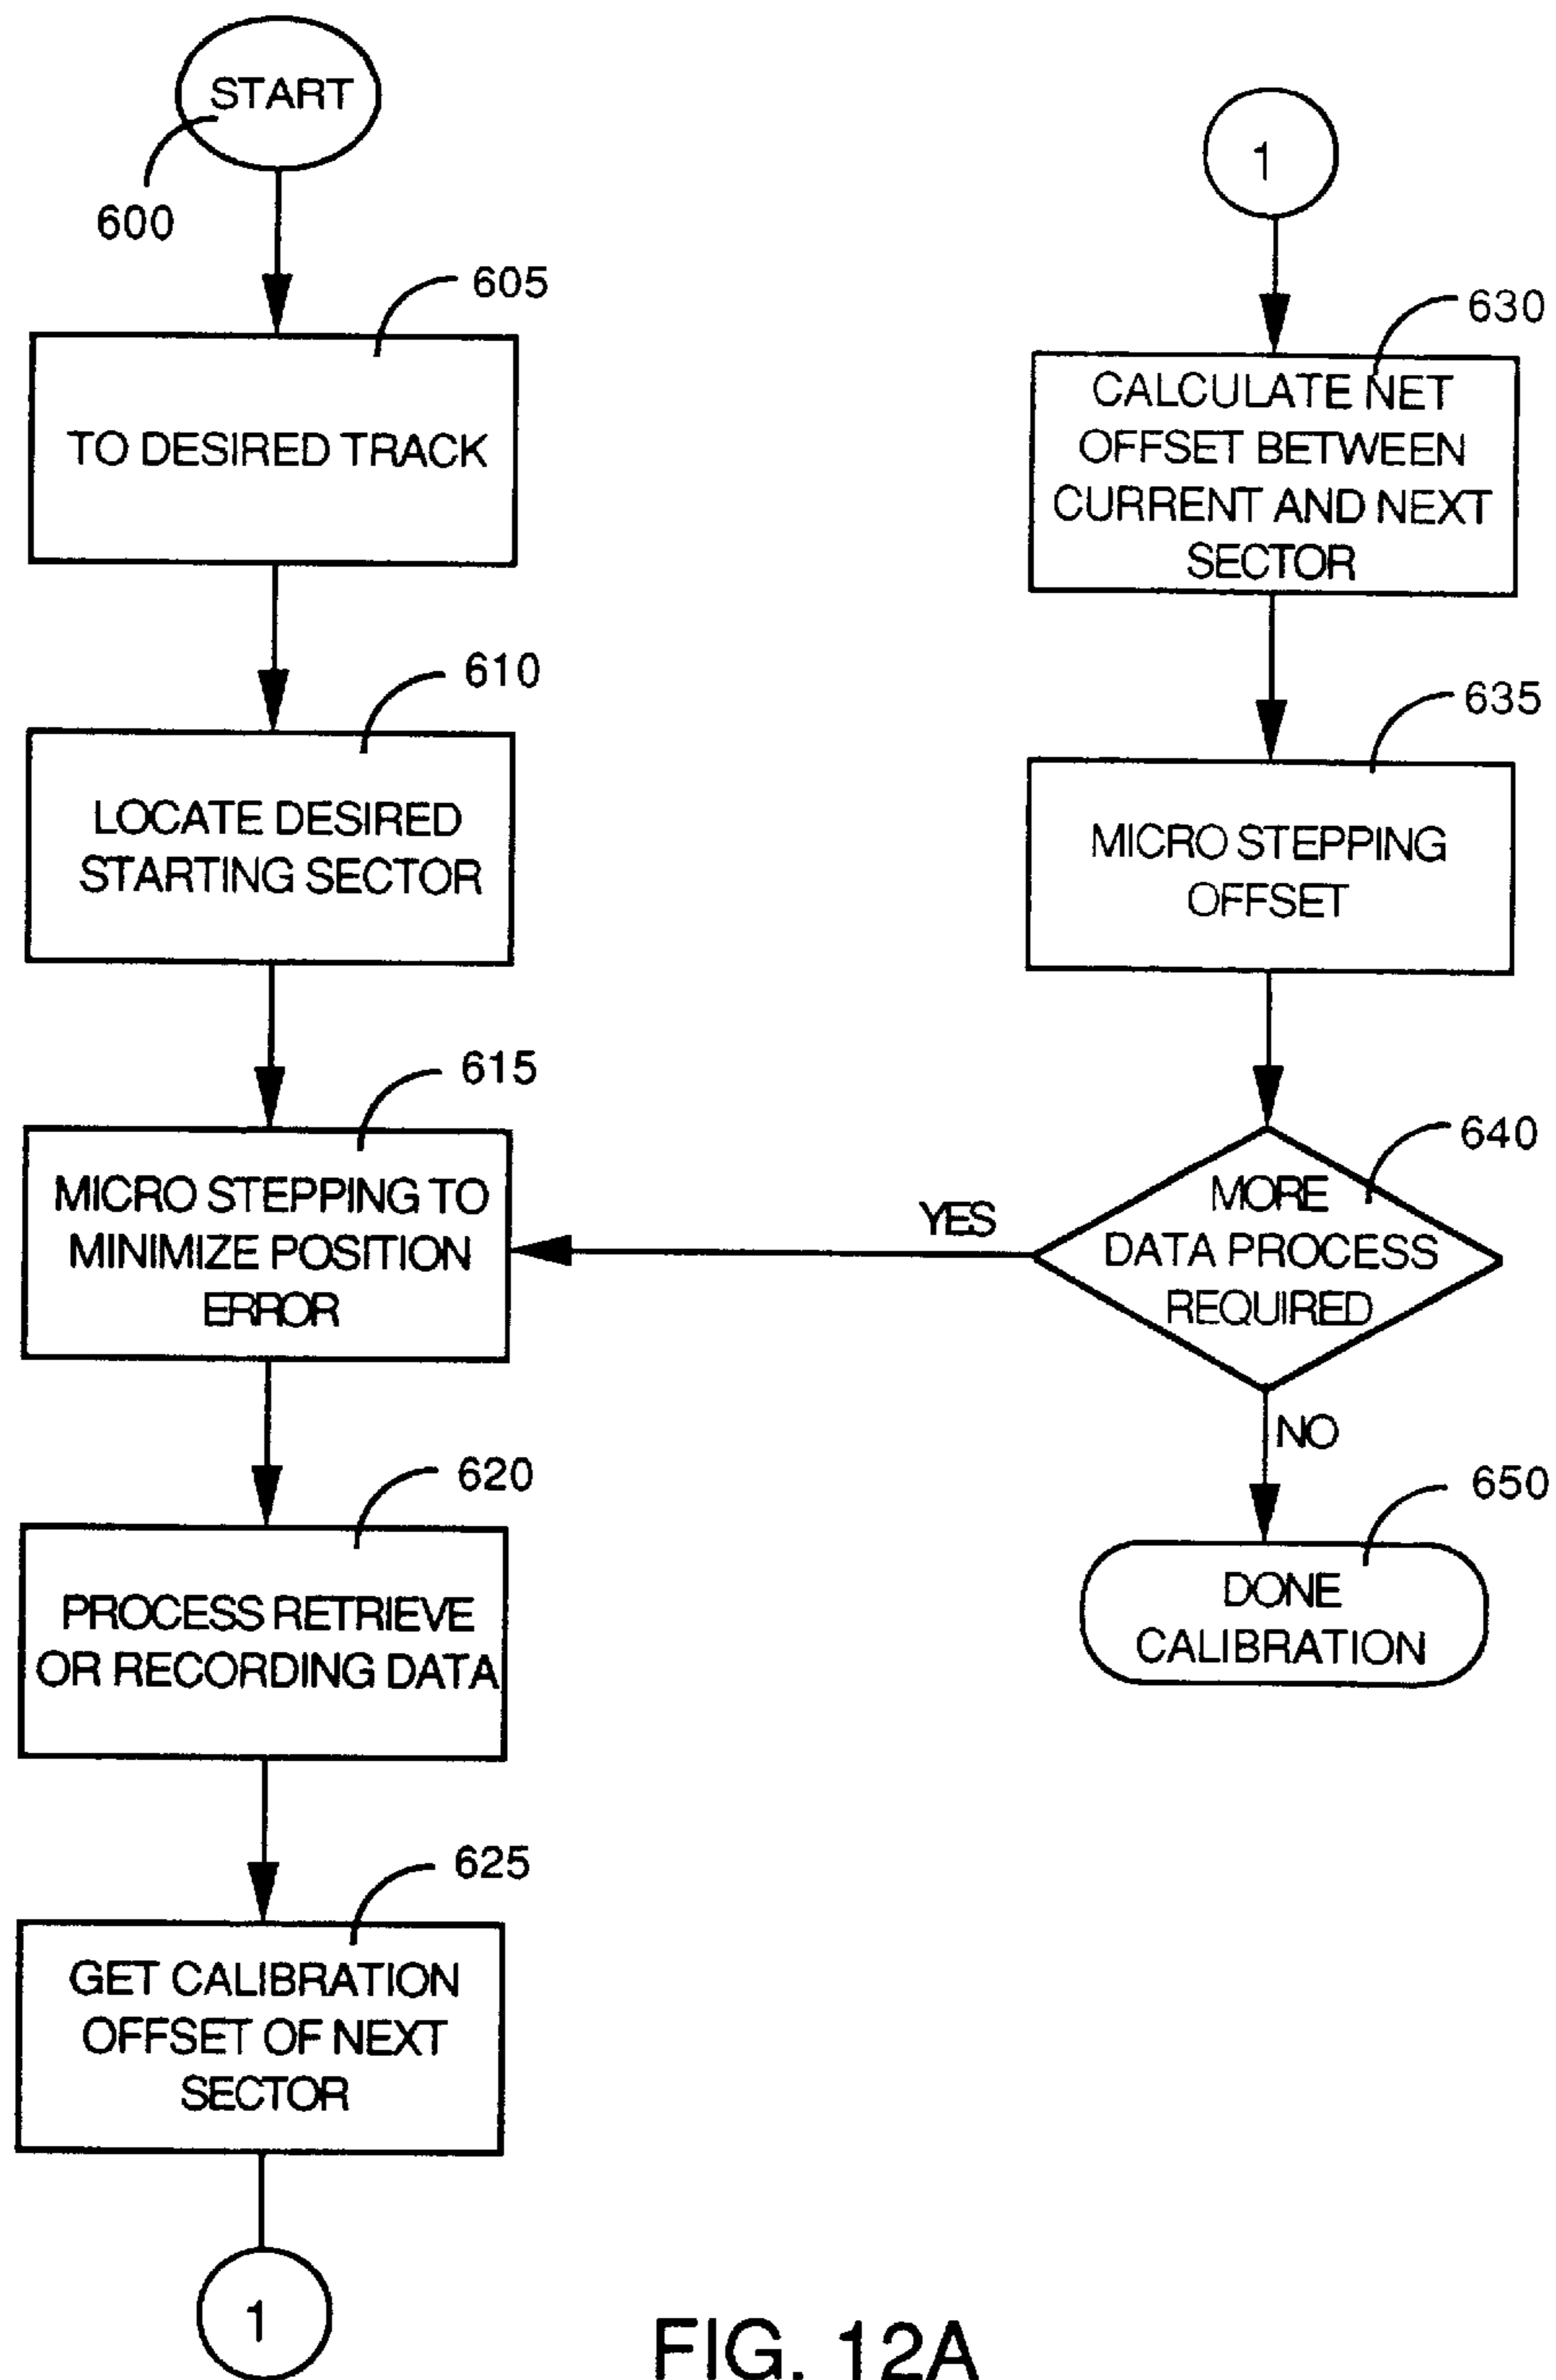 START
600
605
TO DESIRED TRACK
610
LOCATE DESIRED
STARTING SECTOR
615
MICRO STEPPING TO
MINIMIZE POSITION
ERROR
620
PROCESS RETRIEVE
OR RECORDING DATA
625
GET CALIBRATION
OFFSET OF NEXT
SECTOR
1
1
630
CALCULATE NET
OFFSET BETWEEN
CURRENT AND NEXT
SECTOR
635
MICRO STEPPING
OFFSET
640
MORE
DATA PROCESS
REQUIRED
YES
NO
650
DONE
CALIBRATION
FIG. 12A